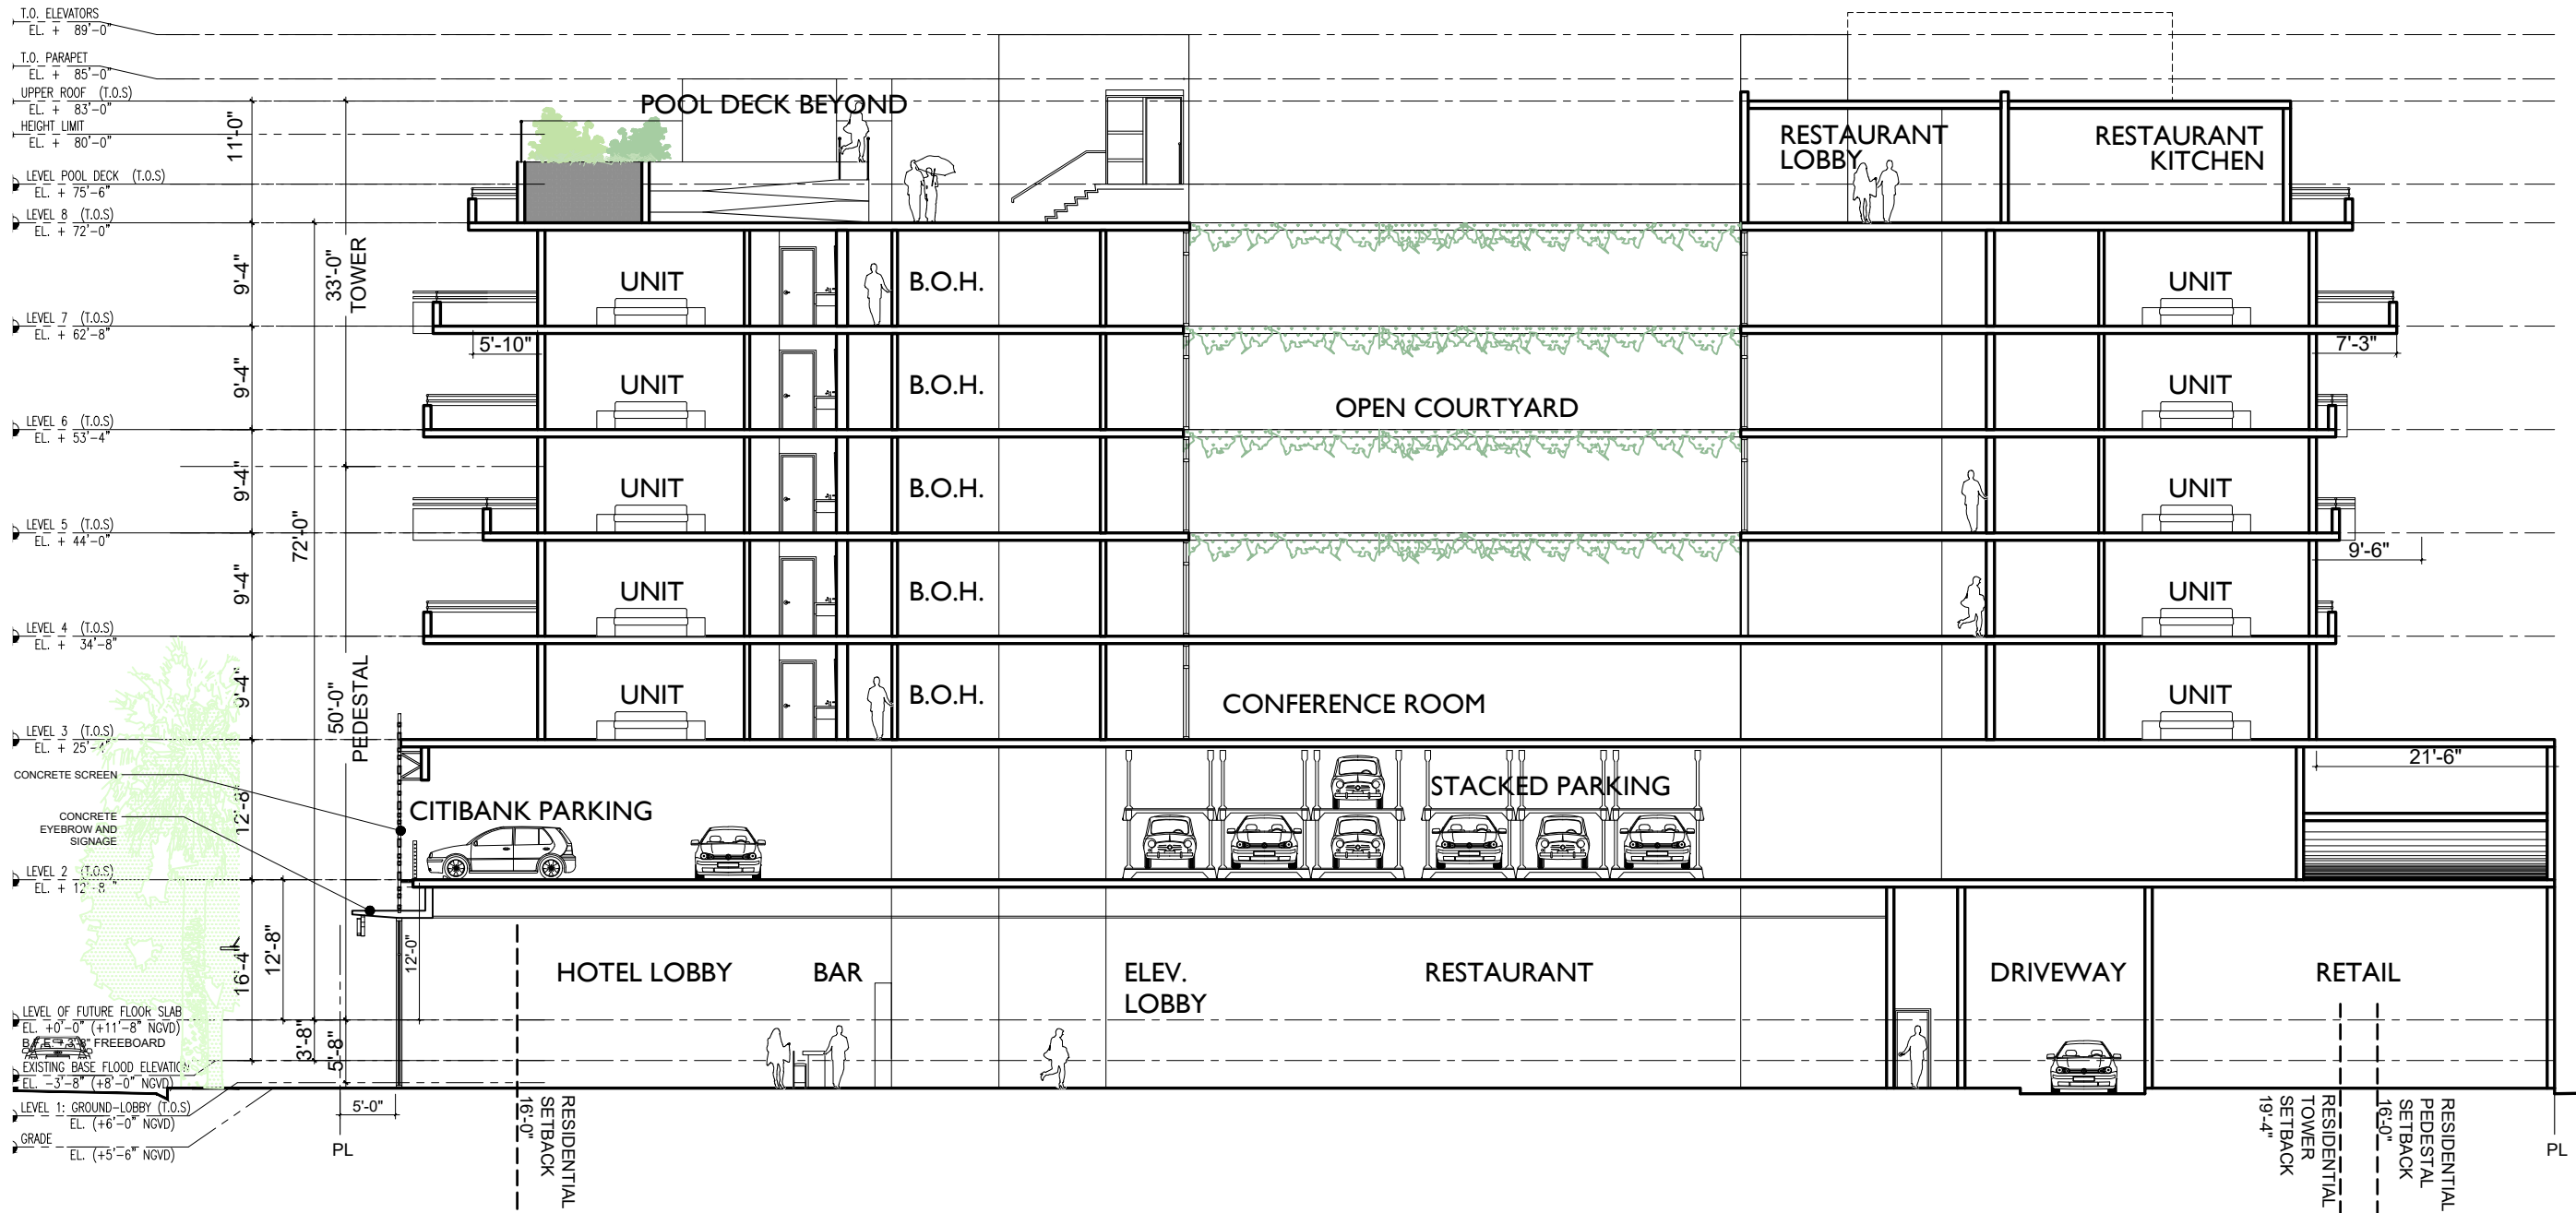 T.O. ELEVATORS
EL. + 89'-0"
T.O. PARAPET
EL. + 85'-0"
UPPER ROOF (T.O.S)
EL. + 83'-0"
HEIGHT LIMIT
EL. + 80'-0"
LEVEL POOL DECK (T.O.S)
EL. + 75'-6"
LEVEL 8 (T.O.S)
EL. + 72'-0"
LEVEL 7 (T.O.S)
EL. + 62'-8"
LEVEL 6 (T.O.S)
EL. + 53'-4"
LEVEL 5 (T.O.S)
EL. + 44'-0"
LEVEL 4 (T.O.S)
EL. + 34'-8"
LEVEL 3 (T.O.S)
EL. + 25'-4"
CONCRETE SCREEN
CONCRETE
EYEBROW AND
SIGNAGE
LEVEL 2 (T.O.S)
EL. + 12'-8"
LEVEL OF FUTURE FLOOR SLAB
EL. +0'-0" (+11'-8" NGVD)
FREEBOARD
EXISTING BASE FLOOD ELEVATION
EL. -3'-8" (+8'-0" NGVD)
LEVEL 1: GROUND-LOBBY (T.O.S)
EL. (+6'-0" NGVD)
GRADE
EL. (+5'-6" NGVD)
11'-0"
9'-4"
9'-4"
9'-4"
9'-4"
9'-4"
12'-8"
16'-4"
12'-8"
72'-0"
3'-8"
33'-0"
TOWER
50'-0"
PEDESTAL
5'-8"
12'-0"
5'-0"
PL
POOL DECK BEYOND
RESTAURANT
LOBBY
RESTAURANT
KITCHEN
UNIT
B.O.H.
UNIT
5'-10"
7'-3"
UNIT
B.O.H.
OPEN COURTYARD
UNIT
UNIT
B.O.H.
UNIT
9'-6"
UNIT
B.O.H.
UNIT
UNIT
B.O.H.
CONFERENCE ROOM
UNIT
21'-6"
CITIBANK PARKING
STACKED PARKING
HOTEL LOBBY
BAR
ELEV.
LOBBY
RESTAURANT
DRIVEWAY
RETAIL
RESIDENTIAL
SETBACK
16'-0"
RESIDENTIAL
TOWER
SETBACK
19'-4"
RESIDENTIAL
PEDESTAL
SETBACK
16'-0"
PL